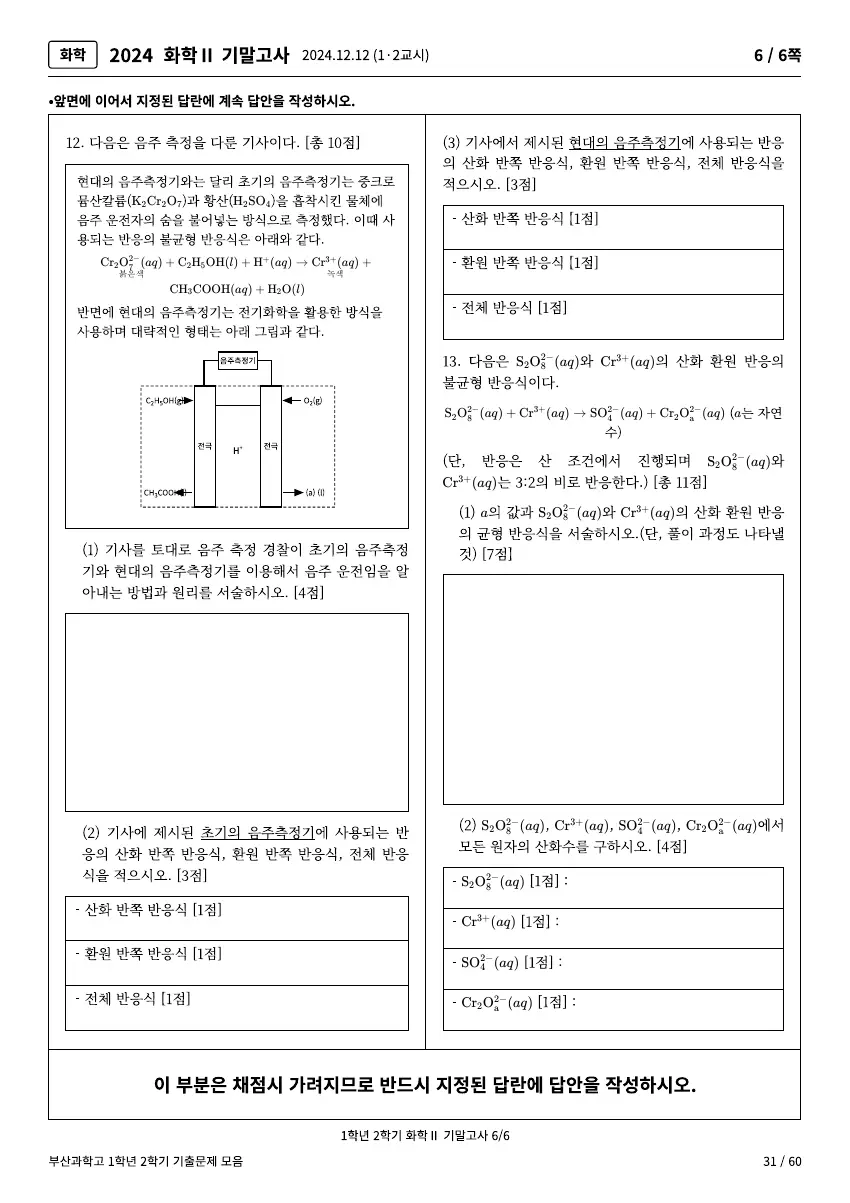 화학 2024 화학Ⅱ 기말고사 2024.12.12 (1·2교시) 6 / 6쪽
•앞면에 이어서 지정된 답란에 계속 답안을 작성하시오.
12. 다음은 음주 측정을 다룬 기사이다. [총 10점]
현대의 음주측정기와는 달리 초기의 음주측정기는 중크로
뮴산칼륨(K₂Cr₂O₇)과 황산(H₂SO₄)을 흡착시킨 물체에
음주 운전자의 숨을 불어넣는 방식으로 측정했다. 이때 사
용되는 반응의 불균형 반응식은 아래와 같다.
Cr₂O₇²⁻(aq) + C₂H₅OH(l) + H⁺(aq) → Cr³⁺(aq) +
붉은색 녹색
CH₃COOH(aq) + H₂O(l)
반면에 현대의 음주측정기는 전기화학을 활용한 방식을
사용하며 대략적인 형태는 아래 그림과 같다.
음주측정기
C₂H₅OH(g) O₂(g)
전극 H⁺ 전극
CH₃COO (a) (l)
(1) 기사를 토대로 음주 측정 경찰이 초기의 음주측정
기와 현대의 음주측정기를 이용해서 음주 운전임을 알
아내는 방법과 원리를 서술하시오. [4점]
(2) 기사에 제시된 초기의 음주측정기에 사용되는 반
응의 산화 반쪽 반응식, 환원 반쪽 반응식, 전체 반응
식을 적으시오. [3점]
- 산화 반쪽 반응식 [1점]
- 환원 반쪽 반응식 [1점]
- 전체 반응식 [1점]
(3) 기사에서 제시된 현대의 음주측정기에 사용되는 반응
의 산화 반쪽 반응식, 환원 반쪽 반응식, 전체 반응식을
적으시오. [3점]
- 산화 반쪽 반응식 [1점]
- 환원 반쪽 반응식 [1점]
- 전체 반응식 [1점]
13. 다음은 S₂O₈²⁻(aq)와 Cr³⁺(aq)의 산화 환원 반응의
불균형 반응식이다.
S₂O₈²⁻(aq) + Cr³⁺(aq) → SO₄²⁻(aq) + Cr₂Oₐ²⁻(aq) (a는 자연
수)
(단, 반응은 산 조건에서 진행되며 S₂O₈²⁻(aq)와
Cr³⁺(aq)는 3:2의 비로 반응한다.) [총 11점]
(1) a의 값과 S₂O₈²⁻(aq)와 Cr³⁺(aq)의 산화 환원 반응
의 균형 반응식을 서술하시오.(단, 풀이 과정도 나타낼
것) [7점]
(2) S₂O₈²⁻(aq), Cr³⁺(aq), SO₄²⁻(aq), Cr₂Oₐ²⁻(aq)에서
모든 원자의 산화수를 구하시오. [4점]
- S₂O₈²⁻(aq) [1점] :
- Cr³⁺(aq) [1점] :
- SO₄²⁻(aq) [1점] :
- Cr₂Oₐ²⁻(aq) [1점] :
이 부분은 채점시 가려지므로 반드시 지정된 답란에 답안을 작성하시오.
1학년 2학기 화학Ⅱ 기말고사 6/6
부산과학고 1학년 2학기 기출문제 모음 31 / 60